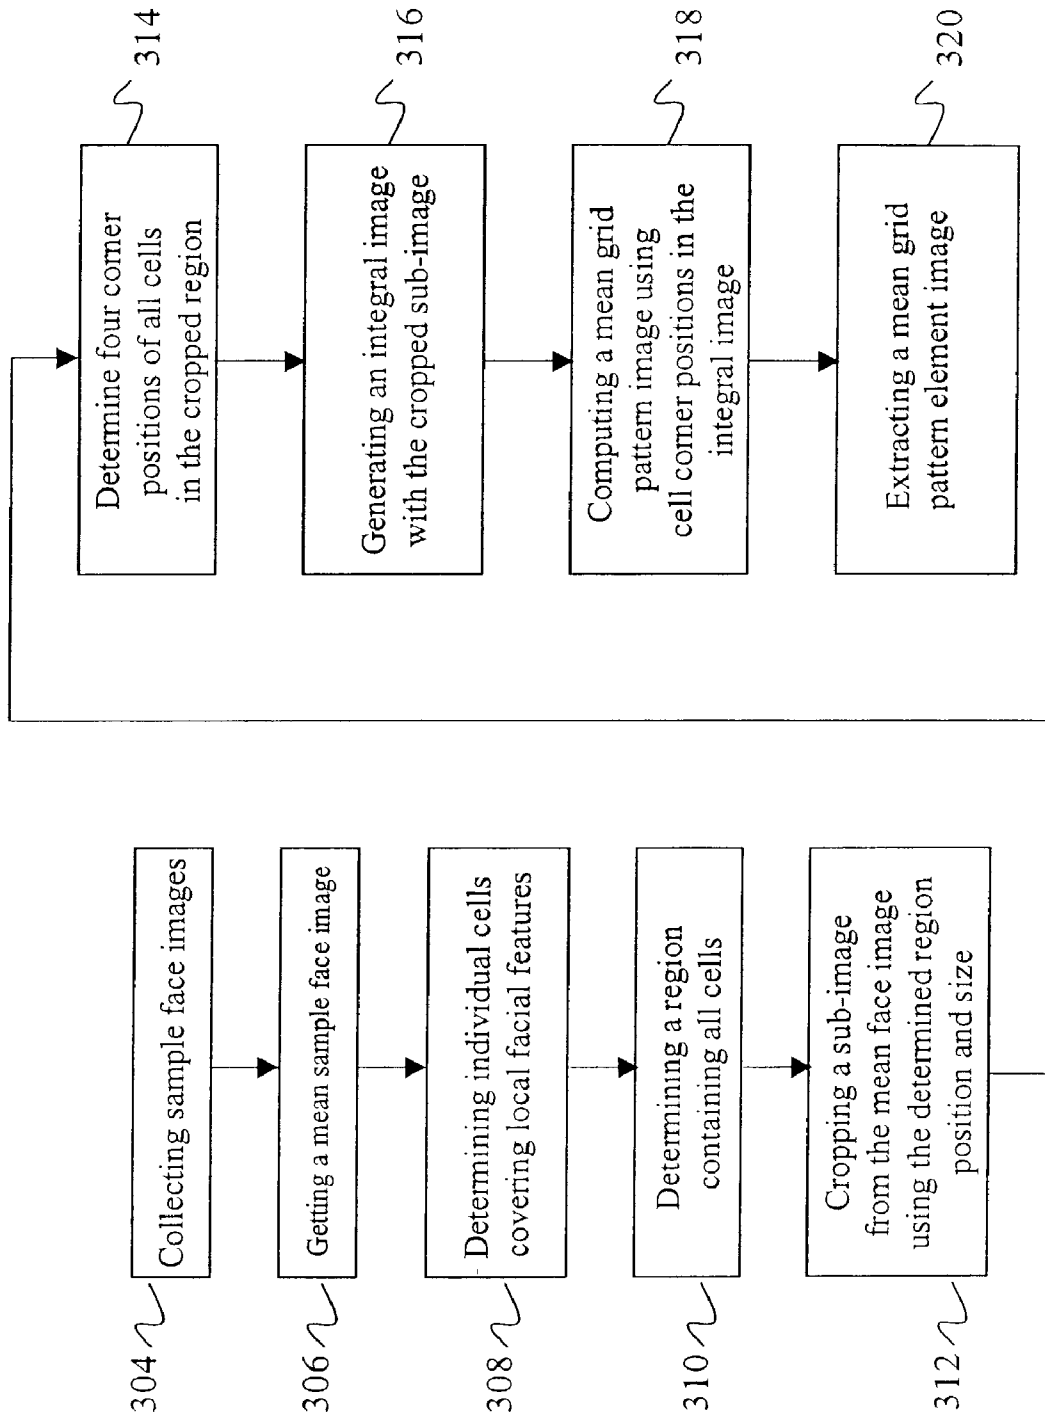 304
Collecting sample face images
306
Getting a mean sample face image
308
Determining individual cells
covering local facial features
310
Determining a region
containing all cells
312
Cropping a sub-image
from the mean face image
using the determined region
position and size
314
Determine four corner
positions of all cells
in the cropped region
316
Generating an integral image
with the cropped sub-image
318
Computing a mean grid
pattern image using
cell corner positions in the
integral image
320
Extracting a mean grid
pattern element image